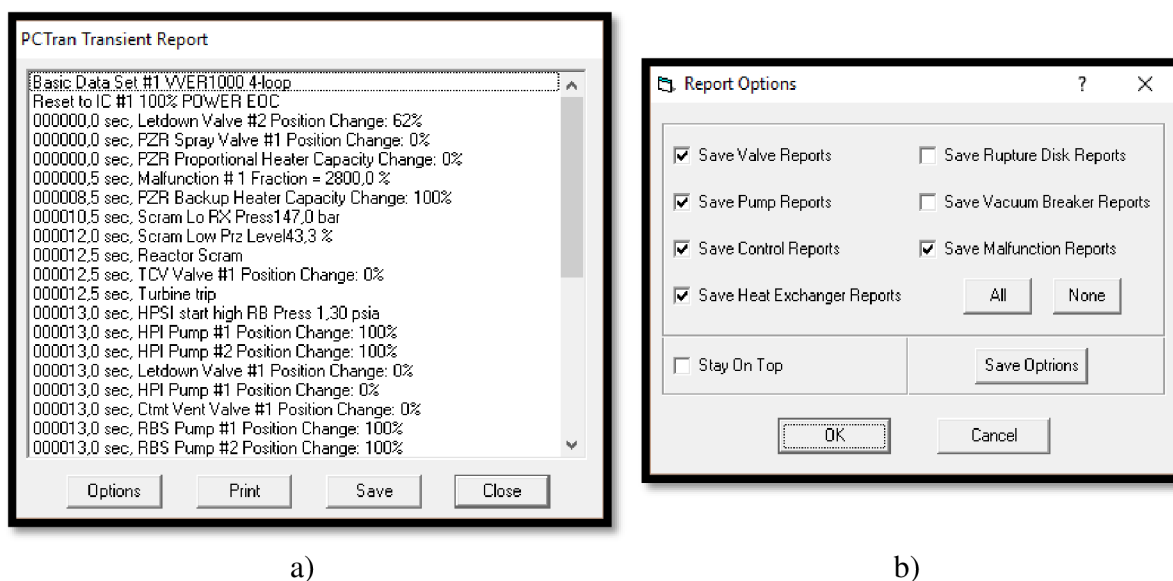 PCTran Transient Report
Basic Data Set #1 VVER1000 4-loop
Reset to IC #1 100% POWER EOC
000000,0 sec, Letdown Valve #2 Position Change: 62%
000000,0 sec, PZR Spray Valve #1 Position Change: 0%
000000,0 sec, PZR Proportional Heater Capacity Change: 0%
000000,5 sec, Malfunction # 1 Fraction = 2800,0 %
000008,5 sec, PZR Backup Heater Capacity Change: 100%
000010,5 sec, Scram Lo RX Press147,0 bar
000012,0 sec, Scram Low Prz Level43,3 %
000012,5 sec, Reactor Scram
000012,5 sec, TCV Valve #1 Position Change: 0%
000012,5 sec, Turbine trip
000013,0 sec, HPSI start high RB Press 1,30 psia
000013,0 sec, HPI Pump #1 Position Change: 100%
000013,0 sec, HPI Pump #2 Position Change: 100%
000013,0 sec, Letdown Valve #1 Position Change: 0%
000013,0 sec, HPI Pump #1 Position Change: 0%
000013,0 sec, Ctmt Vent Valve #1 Position Change: 0%
000013,0 sec, RBS Pump #1 Position Change: 100%
000013,0 sec, RBS Pump #2 Position Change: 100%
Options Print Save Close
a)
Report Options ?
Save Valve Reports Save Rupture Disk Reports
Save Pump Reports Save Vacuum Breaker Reports
Save Control Reports Save Malfunction Reports
Save Heat Exchanger Reports All None
Stay On Top Save Optrions
OK Cancel
b)